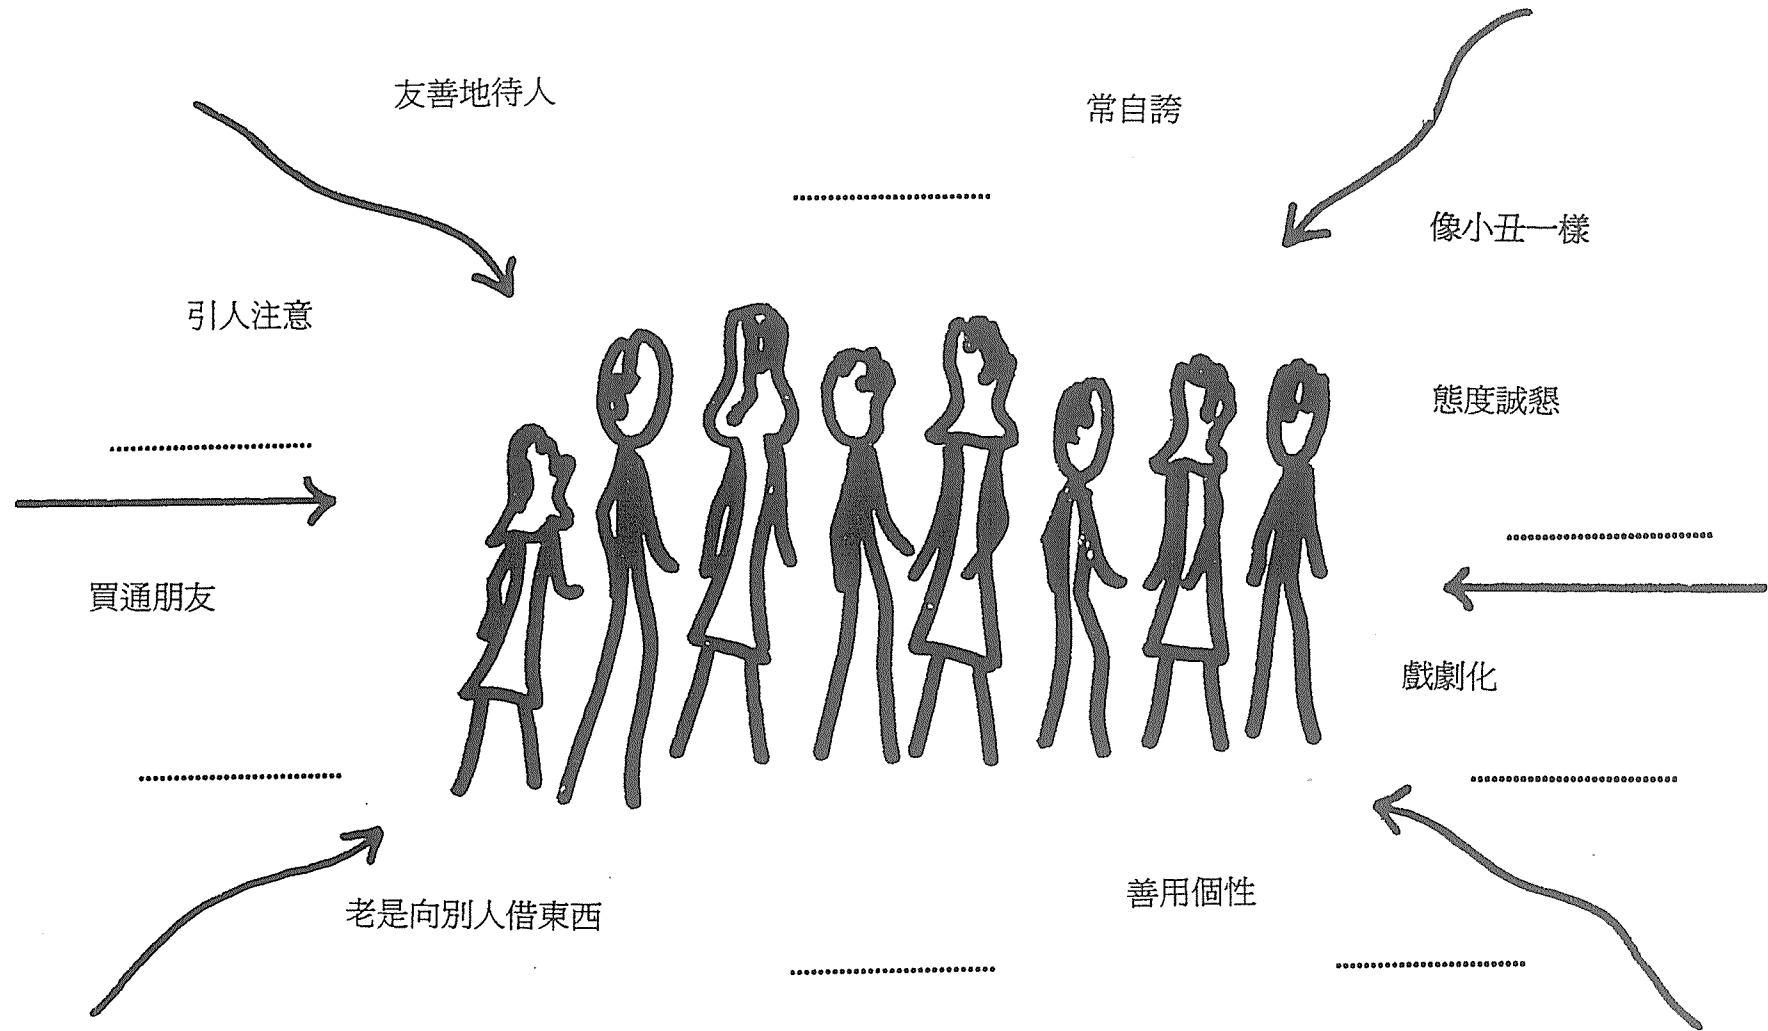 友善地待人
常自誇
像小丑一樣
引人注意
態度誠懇
買通朋友
戲劇化
善用個性
老是向別人借東西